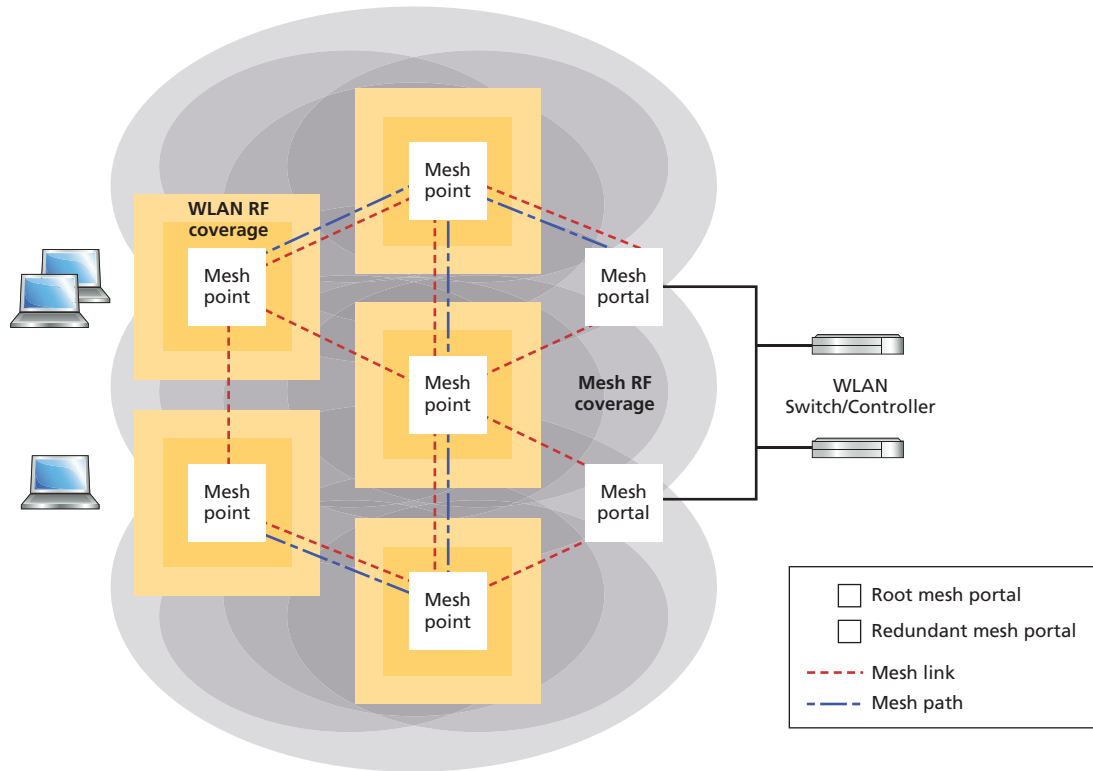 Mesh
point
WLAN RF
coverage
Mesh
point
Mesh
portal
Mesh
point
Mesh RF
coverage
WLAN
Switch/Controller
Mesh
point
Mesh
portal
Mesh
point
Root mesh portal
Redundant mesh portal
Mesh link
Mesh path